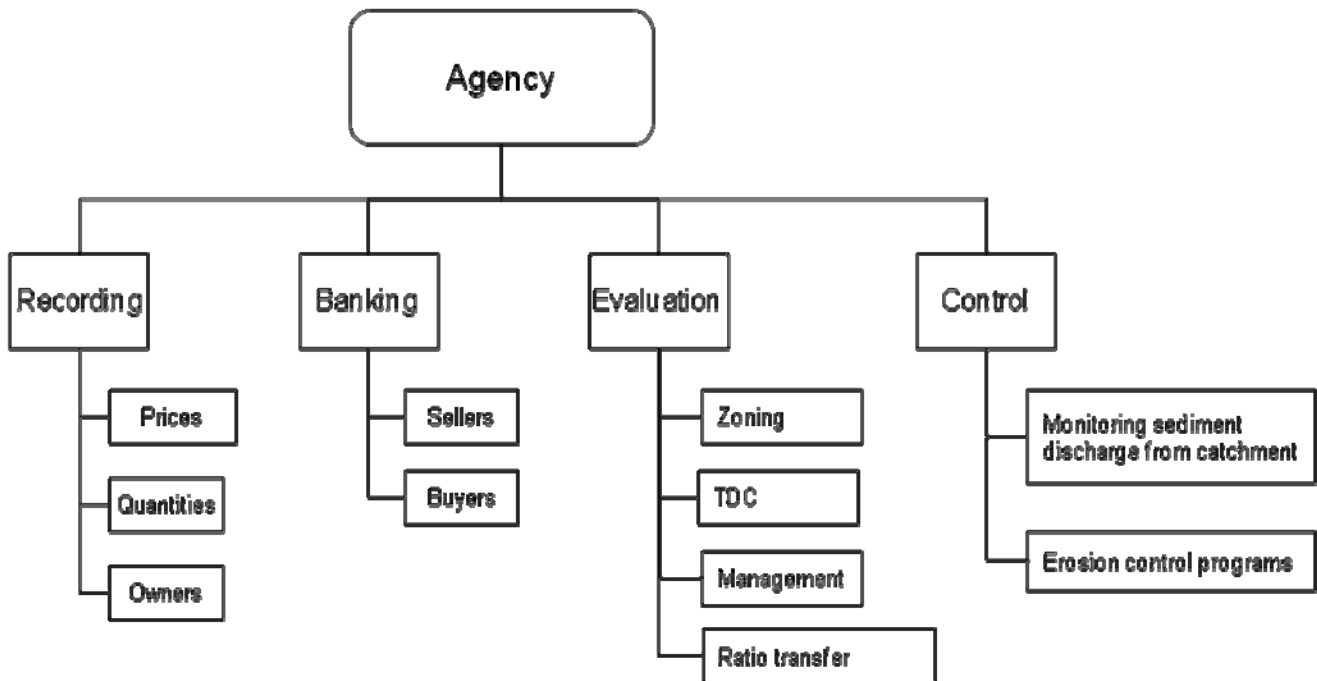 Agency
Recording
Banking
Evaluation
Control
Prices
Quantities
Owners
Sellers
Buyers
Zoning
TDC
Management
Ratio transfer
Monitoring sediment
discharge from catchment
Erosion control programs